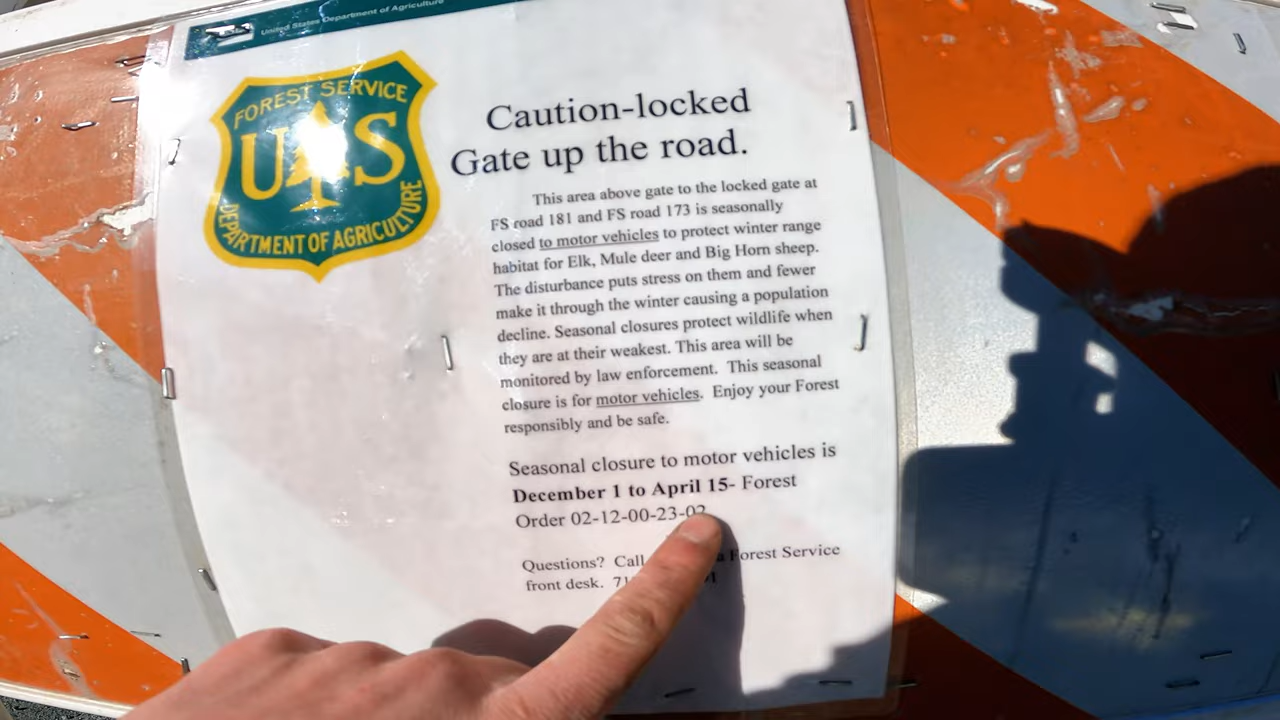 United States Department of Agriculture
FOREST SERVICE
U S
DEPARTMENT OF AGRICULTURE
Caution-locked
Gate up the road.
This area above gate to the locked gate at
FS road 181 and FS road 173 is seasonally
closed to motor vehicles to protect winter range
habitat for Elk, Mule deer and Big Horn sheep.
The disturbance puts stress on them and fewer
make it through the winter causing a population
decline. Seasonal closures protect wildlife when
they are at their weakest. This area will be
monitored by law enforcement. This seasonal
closure is for motor vehicles. Enjoy your Forest
responsibly and be safe.
Seasonal closure to motor vehicles is
December 1 to April 15- Forest
Order 02-12-00-23-
Questions? Call Forest Service
front desk.